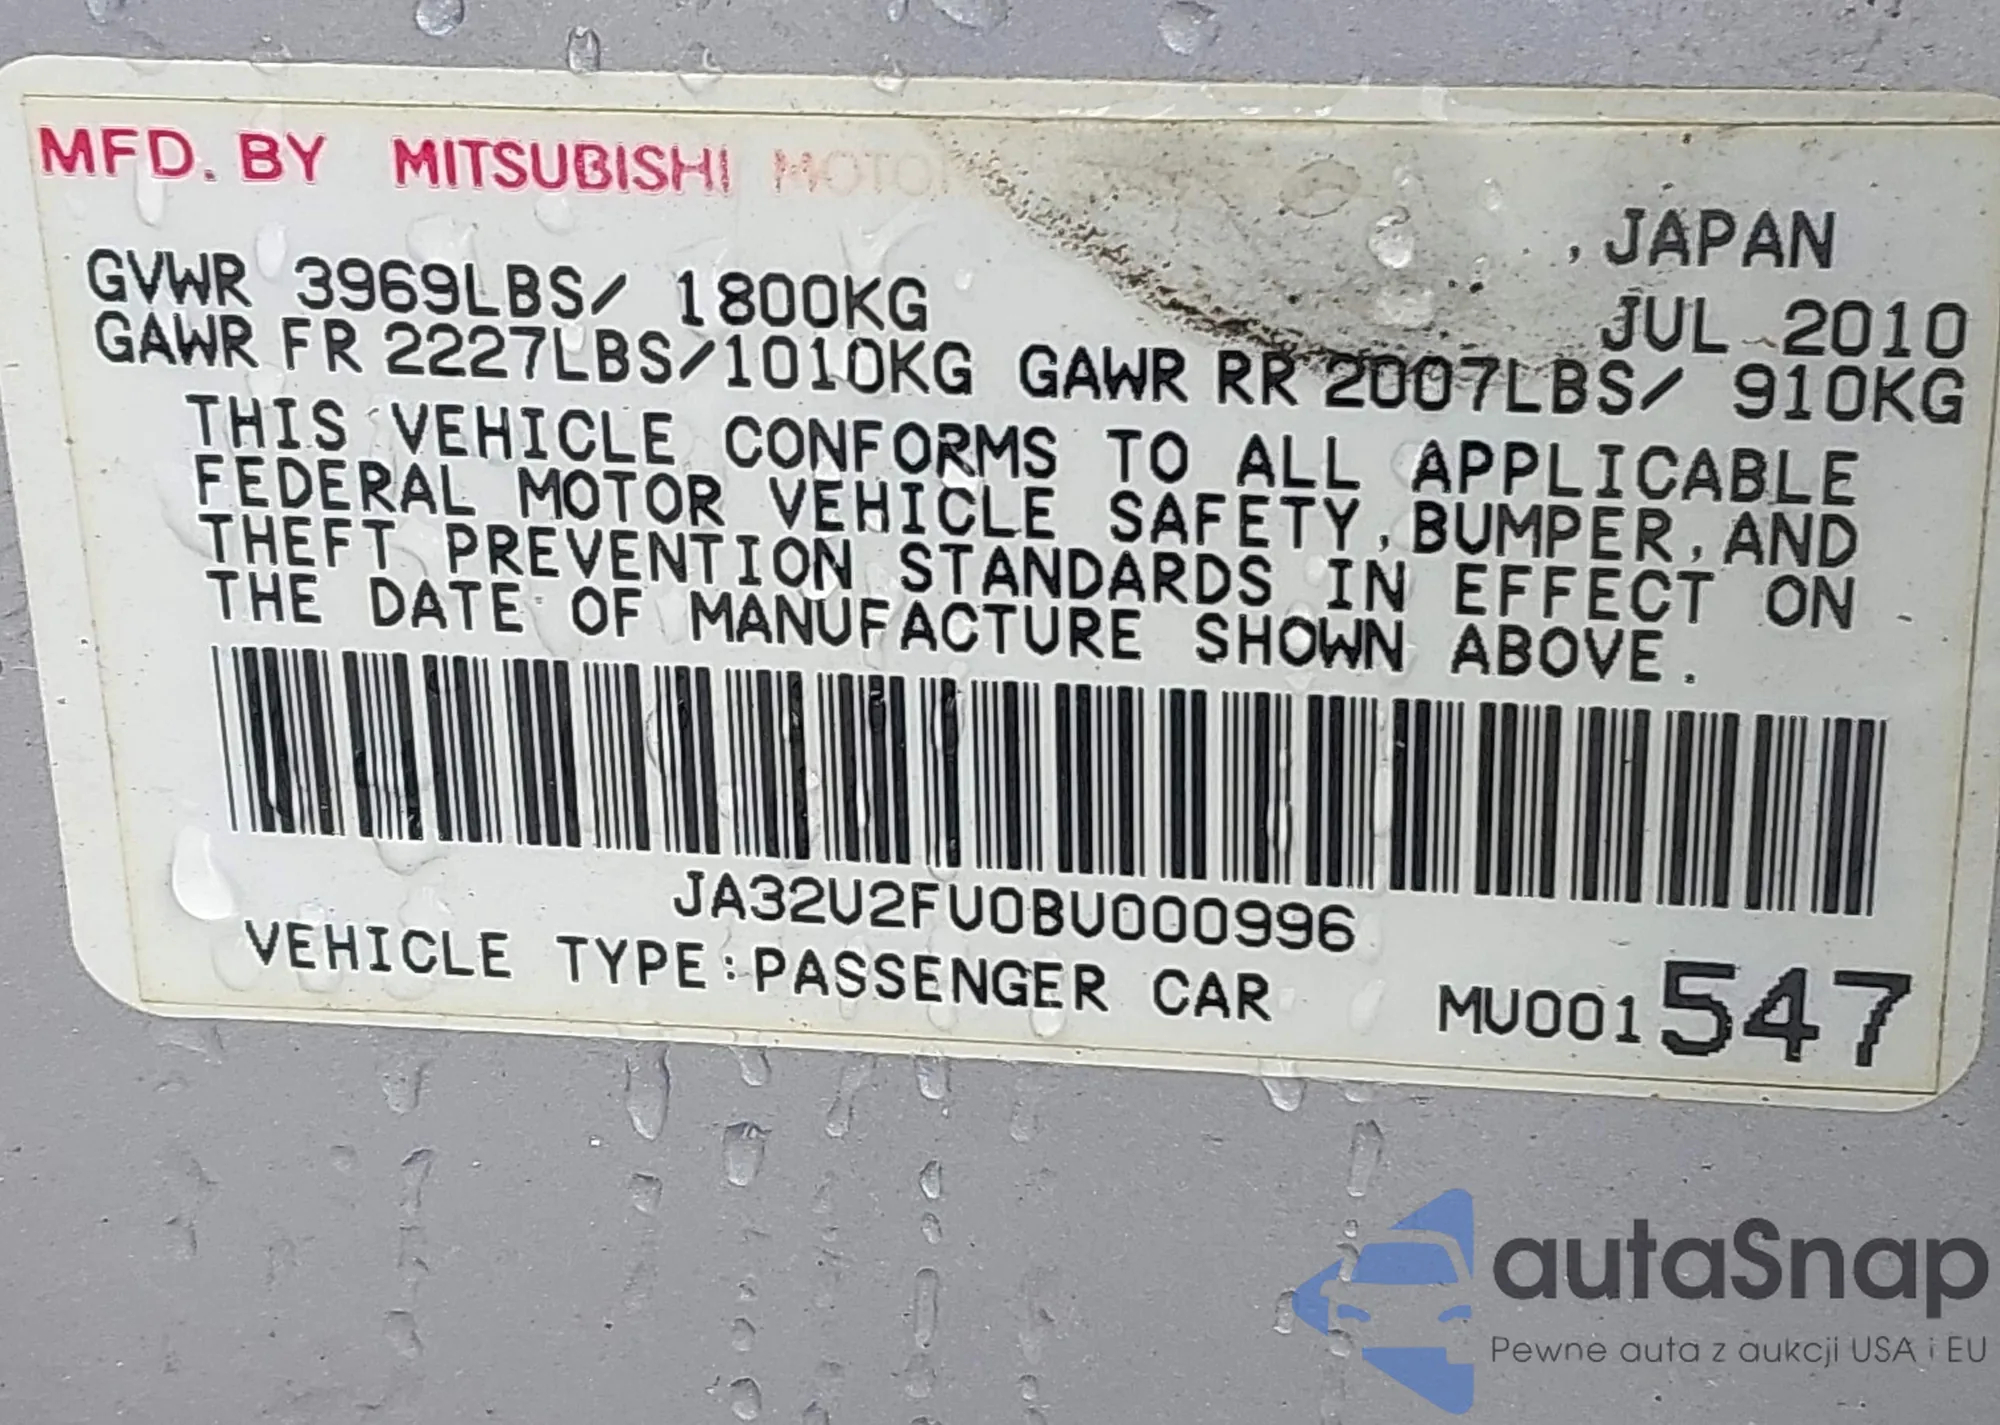 MFD. BY MITSUBISHI MOTO
, JAPAN
JUL 2010
GVWR 3969LBS/ 1800KG
GAWR FR 2227LBS/1010KG GAWR RR 2007LBS/ 910KG
THIS VEHICLE CONFORMS TO ALL APPLICABLE
FEDERAL MOTOR VEHICLE SAFETY, BUMPER, AND
THEFT PREVENTION STANDARDS IN EFFECT ON
THE DATE OF MANUFACTURE SHOWN ABOVE.
JA32U2FU0BU000996
VEHICLE TYPE:PASSENGER CAR
MU001547
autaSnap
Pewne auta z aukcji USA i EU